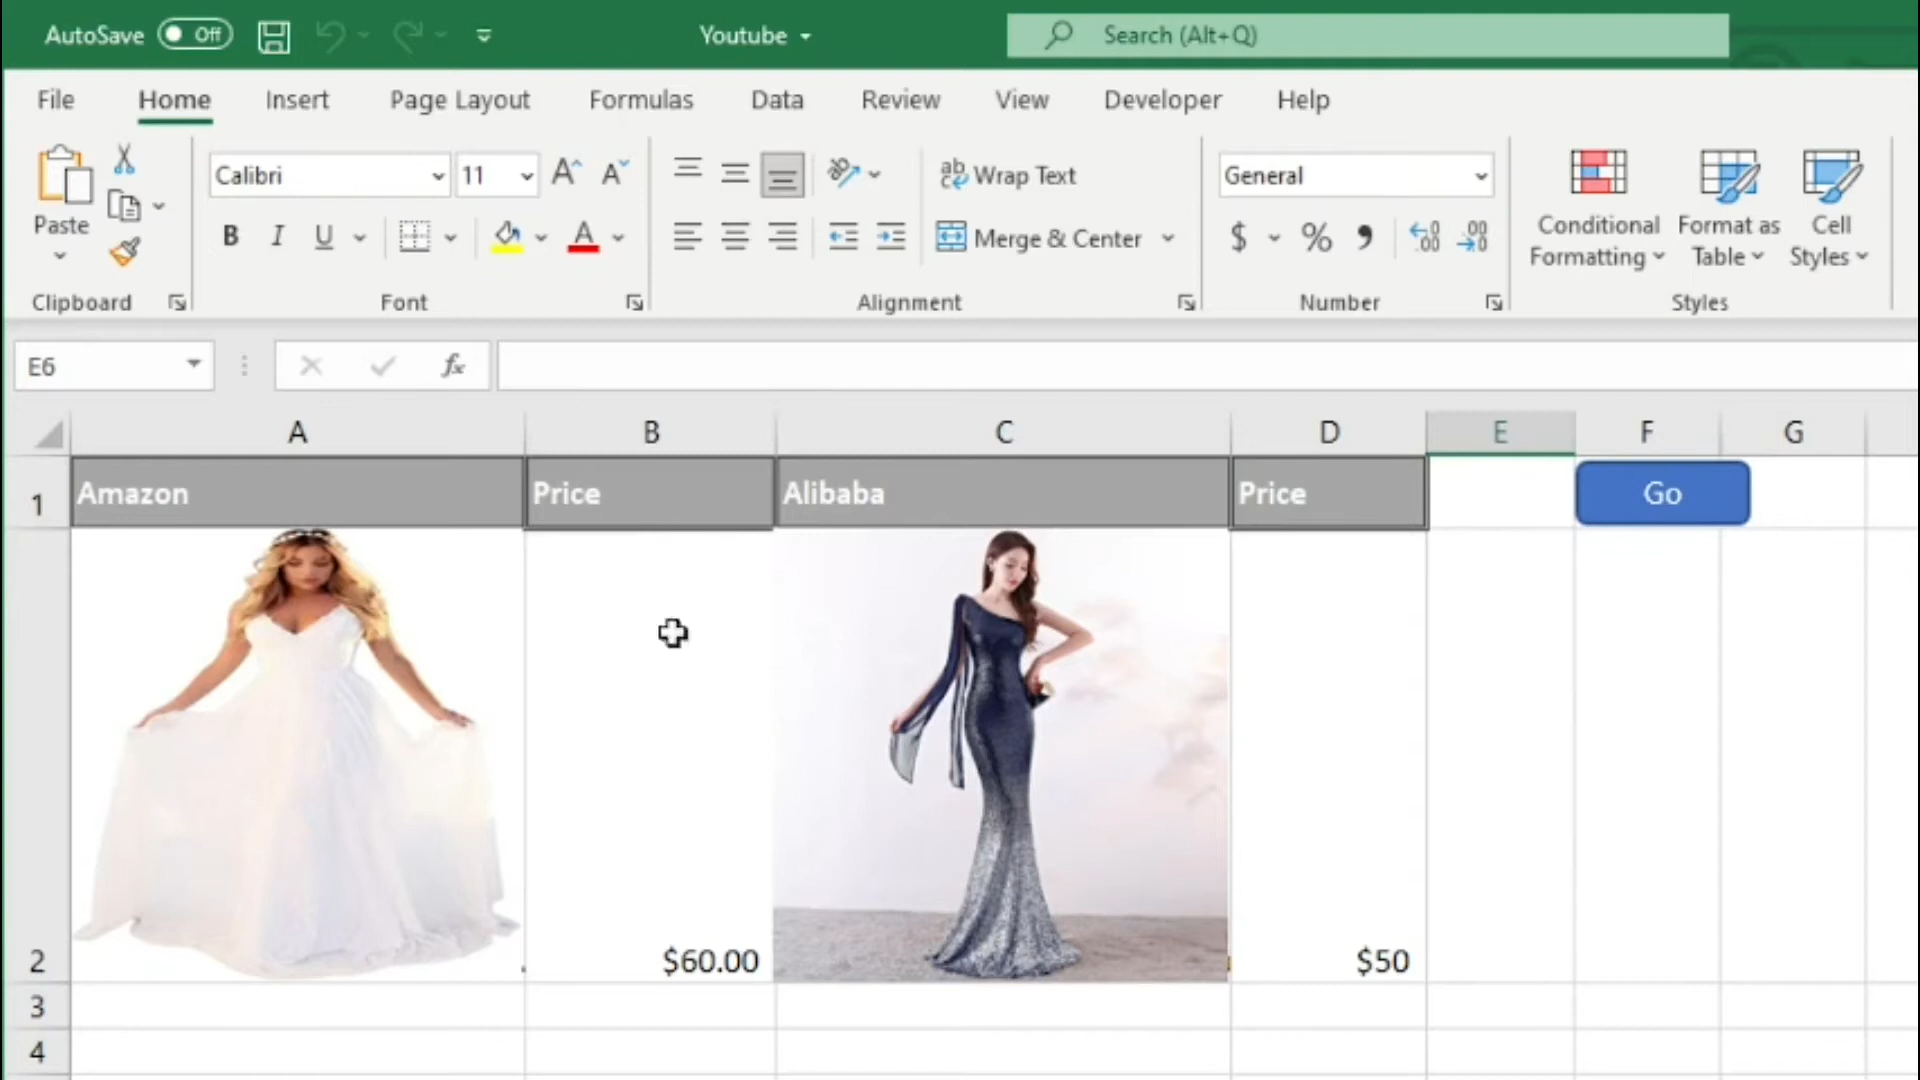 AutoSave Off Youtube Search (Alt+Q)
File Home Insert Page Layout Formulas Data Review View Developer Help
Calibri 11 Wrap Text General
Paste B I U Merge & Center $ % , Conditional Formatting Format as Table Cell Styles
Clipboard Font Alignment Number Styles
E6 fx
A B C D E F G
1 Amazon Price Alibaba Price Go
2 $60.00 $50
3
4